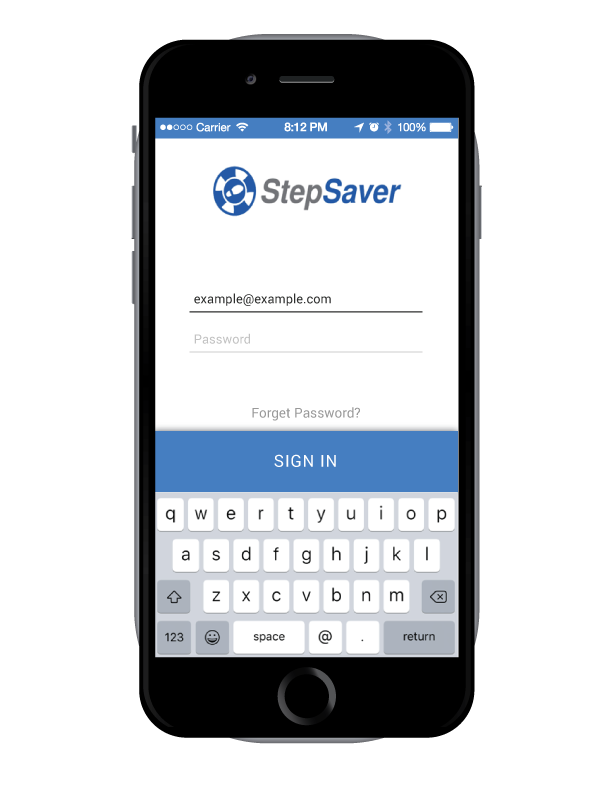 Carrier 8:12 PM 100%
StepSaver
example@example.com
Password
Forget Password?
SIGN IN
q w e r t y u i o p
a s d f g h j k l
z x c v b n m
123 space @ . return